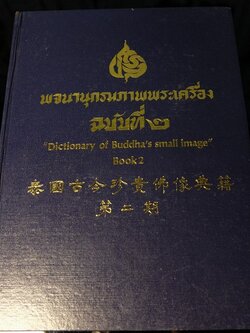 พจนานุกรมภาพพระเครื่อง
ฉบับที่ ๒
"Dictionary of Buddha's small image"
Book 2
泰國古今珍貴佛像典籍
第二期